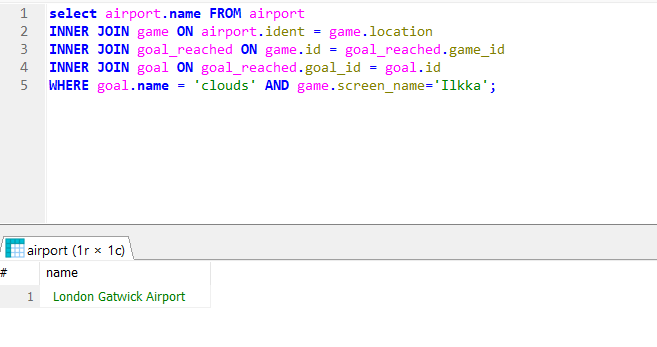 1 select airport.name FROM airport
2 INNER JOIN game ON airport.ident = game.location
3 INNER JOIN goal_reached ON game.id = goal_reached.game_id
4 INNER JOIN goal ON goal_reached.goal_id = goal.id
5 WHERE goal.name = 'clouds' AND game.screen_name='Ilkka';
airport (1r × 1c)
# name
1 London Gatwick Airport